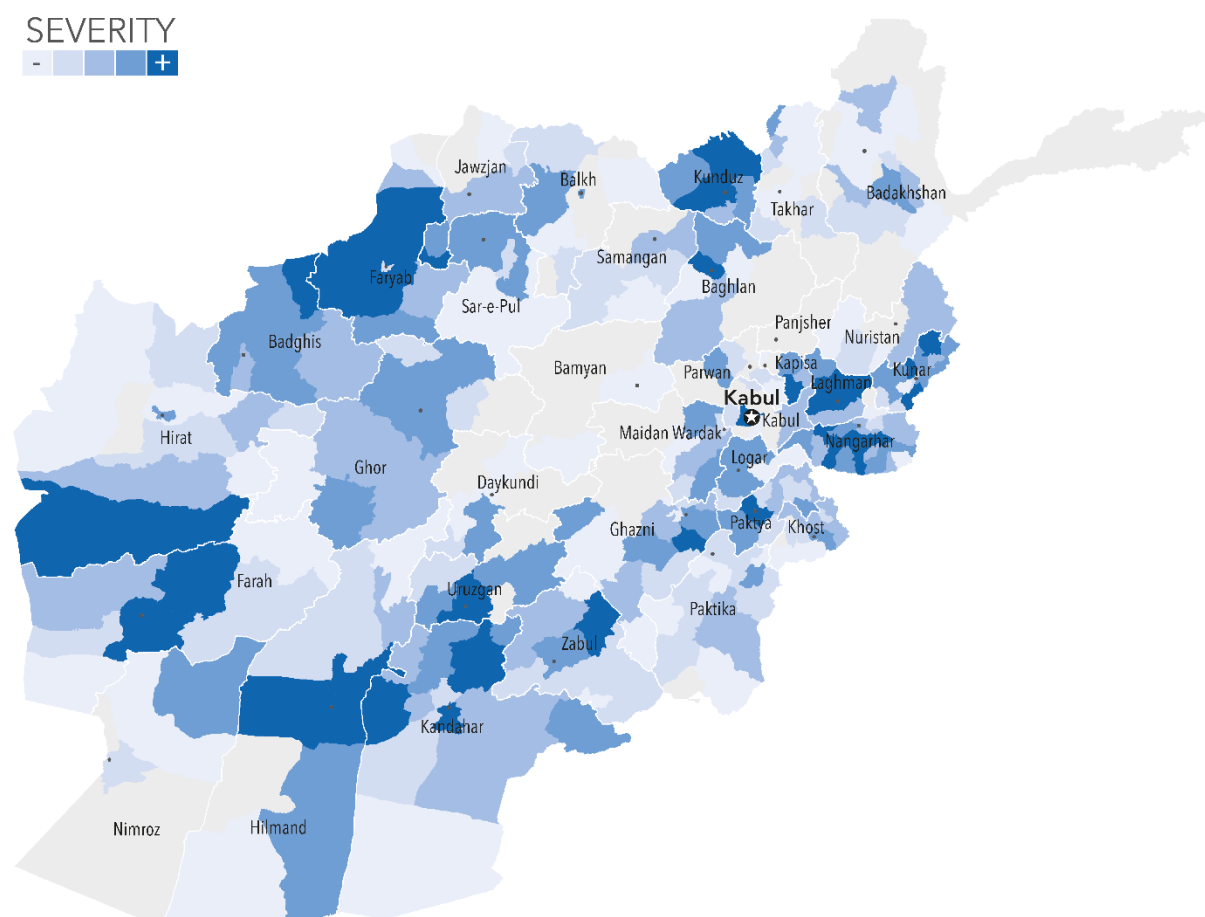 SEVERITY
- +
Jawzjan
Balkh
Kunduz
Takhar
Badakhshan
Faryab
Samangan
Baghlan
Sar-e-Pul
Badghis
Panjsher
Nuristan
Bamyan
Parwan
Kapisa
Laghman
Kunar
Kabul
Kabul
Hirat
Maidan Wardak
Nangarhar
Ghor
Logar
Daykundi
Ghazni
Paktya
Khost
Farah
Uruzgan
Paktika
Zabul
Kandahar
Nimroz
Hilmand